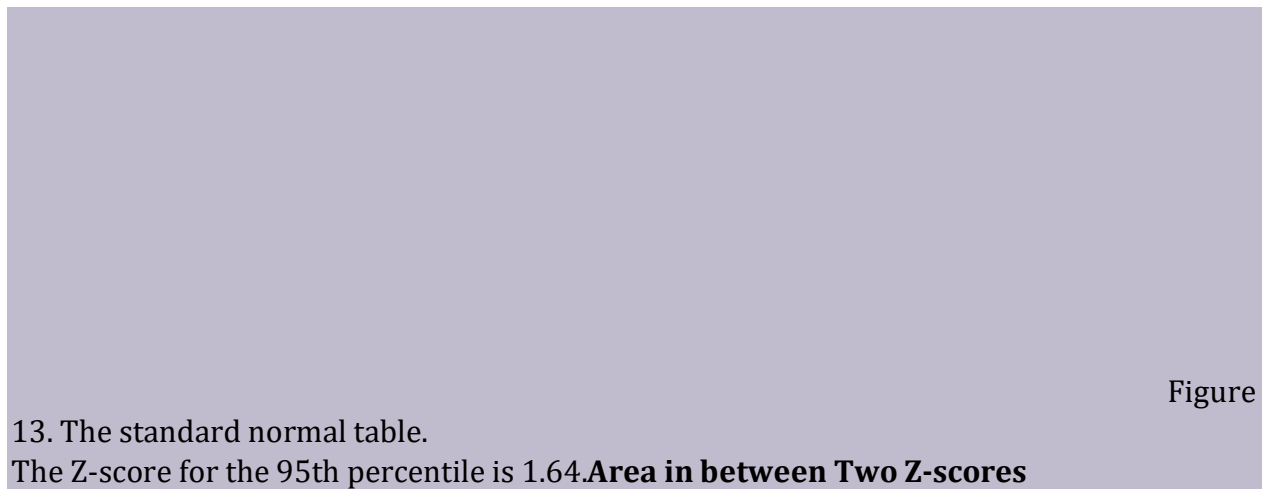 Figure
13. The standard normal table.
The Z-score for the 95th percentile is 1.64.Area in between Two Z-scores